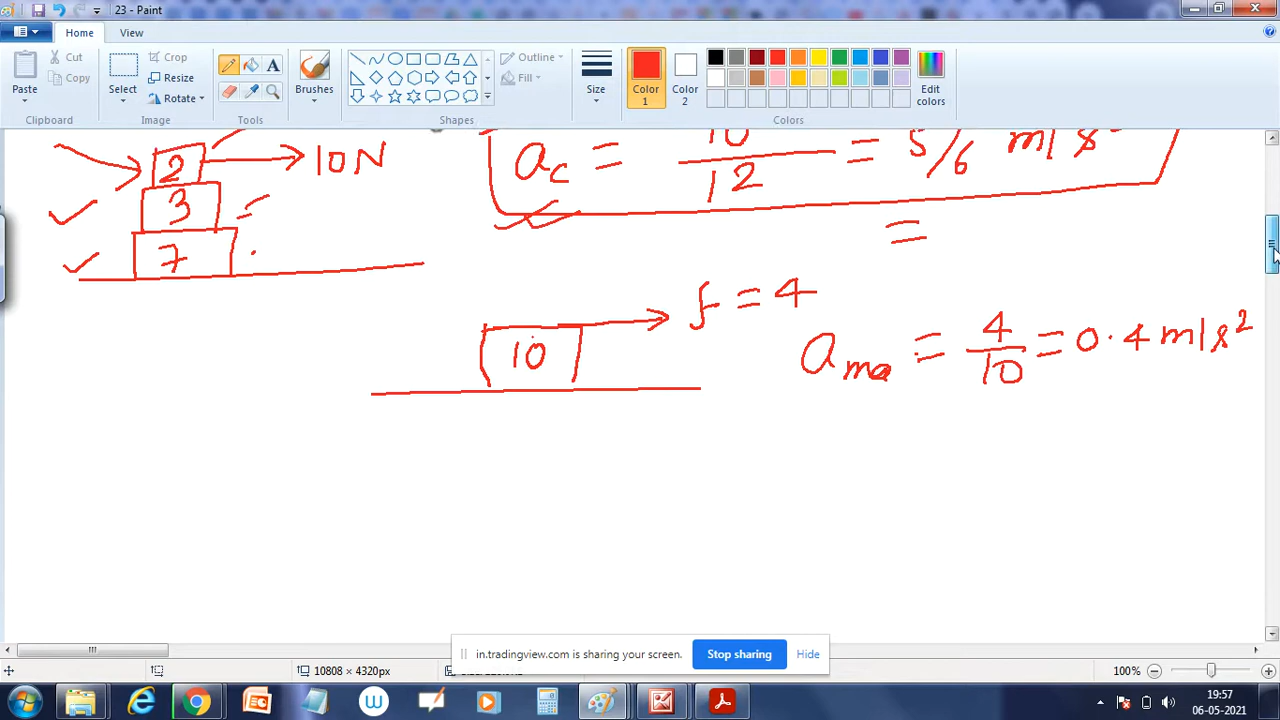 23 - Paint
Home View
Paste
Cut
Copy
Clipboard
Select
Crop
Resize
Rotate
Image
A
Tools
Brushes
Outline
Fill
Shapes
Size
Color 1
Color 2
Edit colors
Colors
2 → 10N
3 =
7
a_c = 10/12 = 5/6 m/s
=
10 → f = 4
a_ma = 4/10 = 0.4 m/s²
in.tradingview.com is sharing your screen. Stop sharing Hide
10808 × 4320px
100%
19:57
06-05-2021